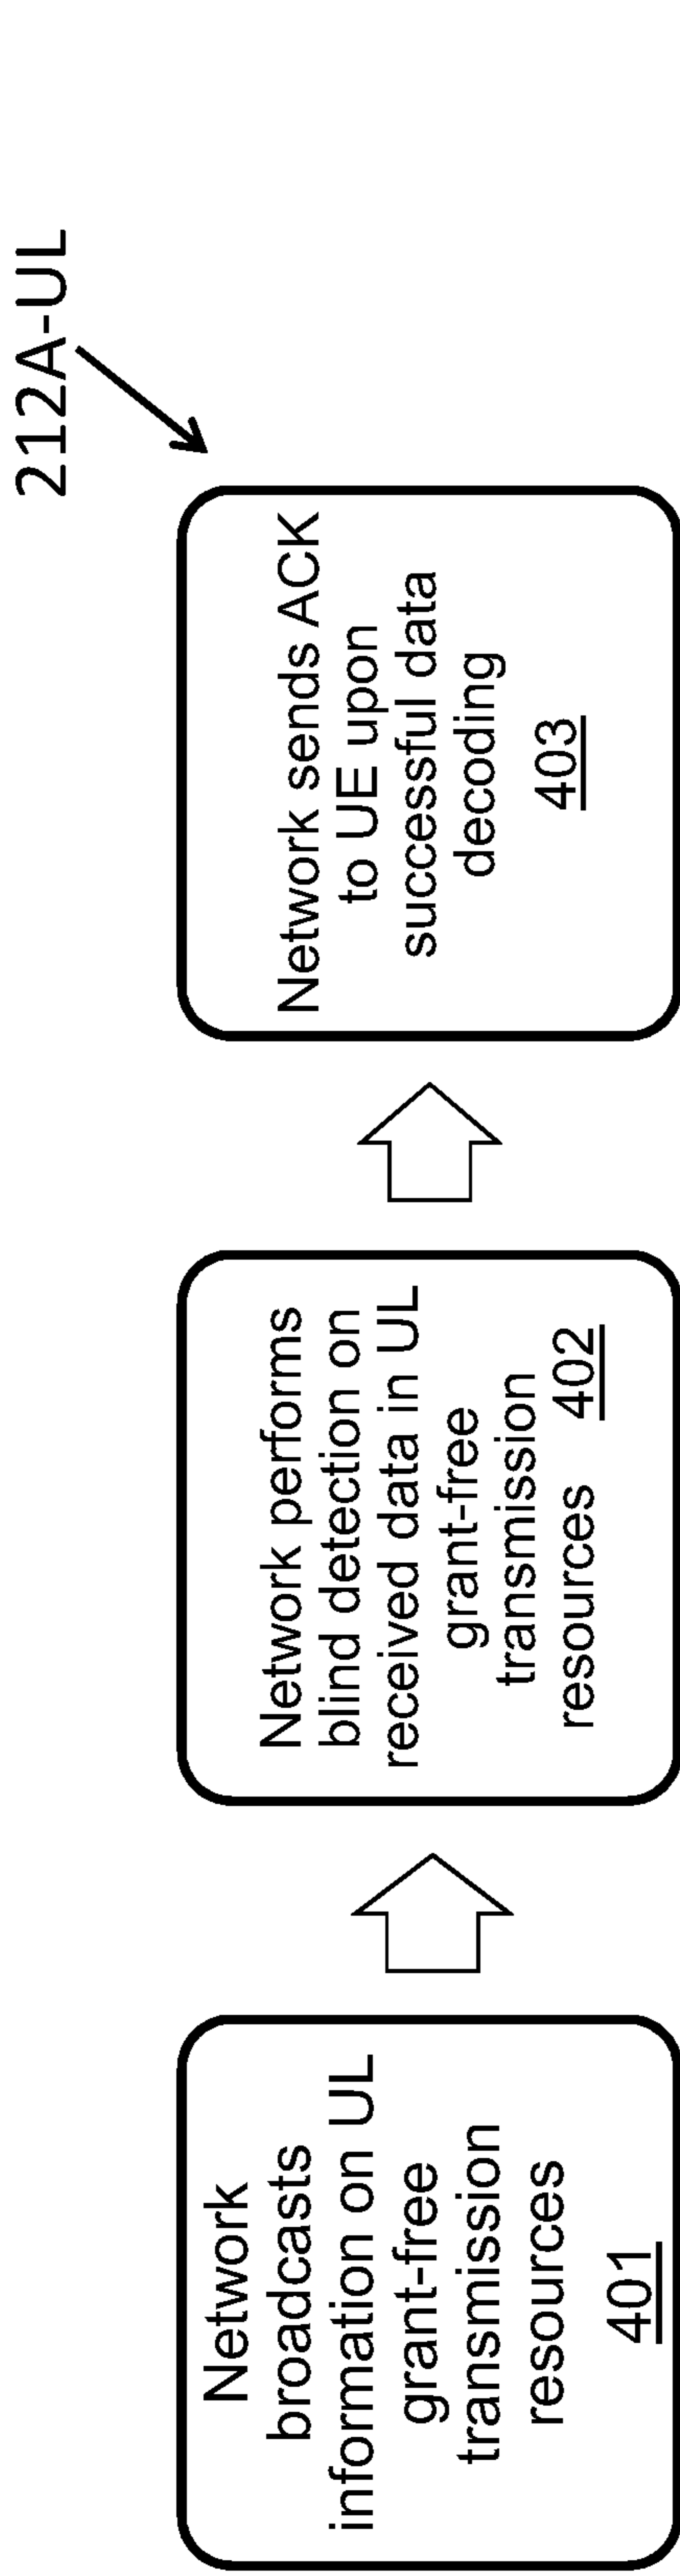 212A-UL
Network
broadcasts
information on UL
grant-free
transmission
resources
401
Network performs
blind detection on
received data in UL
grant-free
transmission
resources 402
Network sends ACK
to UE upon
successful data
decoding
403